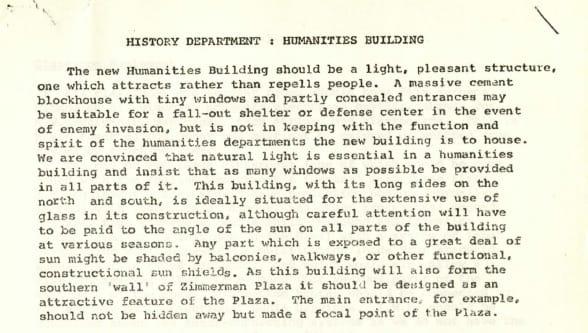 HISTORY DEPARTMENT : HUMANITIES BUILDING
The new Humanities Building should be a light, pleasant structure,
one which attracts rather than repells people. A massive cement
blockhouse with tiny windows and partly concealed entrances may
be suitable for a fall-out shelter or defense center in the event
of enemy invasion, but is not in keeping with the function and
spirit of the humanities departments the new building is to house.
We are convinced that natural light is essential in a humanities
building and insist that as many windows as possible be provided
in all parts of it. This building, with its long sides on the
north and south, is ideally situated for the extensive use of
glass in its construction, although careful attention will have
to be paid to the angle of the sun on all parts of the building
at various seasons. Any part which is exposed to a great deal of
sun might be shaded by balconies, walkways, or other functional,
constructional sun shields. As this building will also form the
southern 'wall' of Zimmerman Plaza it should be designed as an
attractive feature of the Plaza. The main entrance, for example,
should not be hidden away but made a focal point of the Plaza.